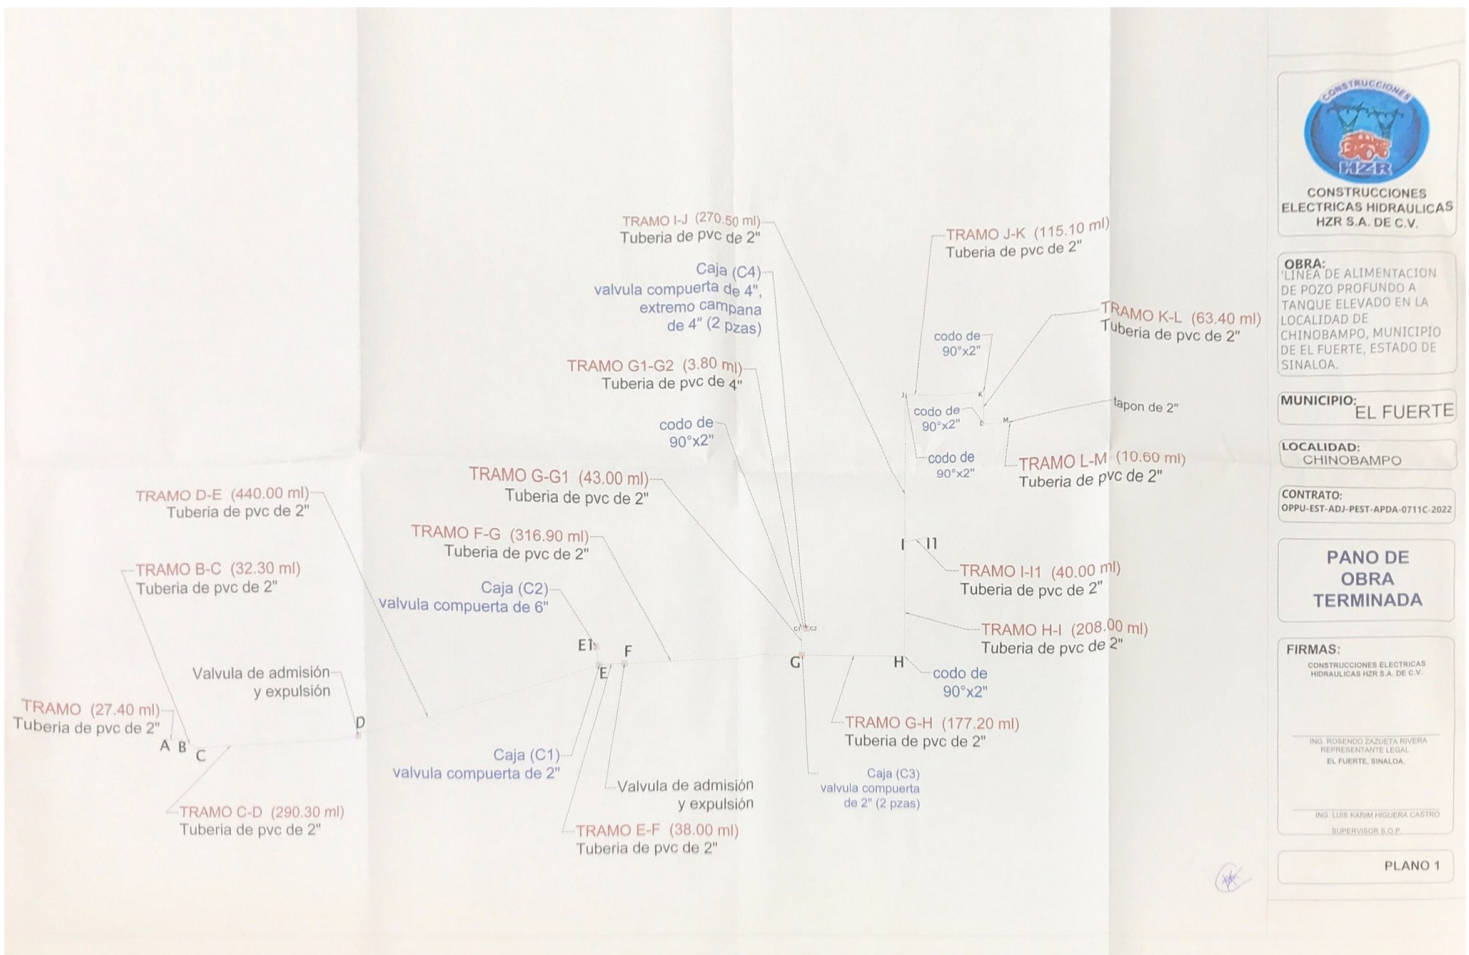 TRAMO I-J (270.50 ml)
Tuberia de pvc de 2"
Caja (C4)
valvula compuerta de 4",
extremo campana
de 4" (2 pzas)
TRAMO G1-G2 (3.80 ml)
Tuberia de pvc de 4"
codo de
90°x2"
TRAMO G-G1 (43.00 ml)
Tuberia de pvc de 2"
TRAMO F-G (316.90 ml)
Tuberia de pvc de 2"
Caja (C2)
valvula compuerta de 6"
TRAMO D-E (440.00 ml)
Tuberia de pvc de 2"
TRAMO B-C (32.30 ml)
Tuberia de pvc de 2"
Valvula de admisión
y expulsión
TRAMO (27.40 ml)
Tuberia de pvc de 2"
A B
C
D
E1
E
F
G
H
TRAMO C-D (290.30 ml)
Tuberia de pvc de 2"
Caja (C1)
valvula compuerta de 2"
Valvula de admisión
y expulsión
TRAMO E-F (38.00 ml)
Tuberia de pvc de 2"
TRAMO J-K (115.10 ml)
Tuberia de pvc de 2"
TRAMO K-L (63.40 ml)
Tuberia de pvc de 2"
codo de
90°x2"
J
K
codo de
90°x2"
M
tapon de 2"
codo de
90°x2"
TRAMO L-M (10.60 ml)
Tuberia de pvc de 2"
I I1
TRAMO I-I1 (40.00 ml)
Tuberia de pvc de 2"
TRAMO H-I (208.00 ml)
Tuberia de pvc de 2"
codo de
90°x2"
TRAMO G-H (177.20 ml)
Tuberia de pvc de 2"
Caja (C3)
valvula compuerta
de 2" (2 pzas)
CONSTRUCCIONES
HZR
CONSTRUCCIONES
ELECTRICAS HIDRAULICAS
HZR S.A. DE C.V.
OBRA:
'LINEA DE ALIMENTACION
DE POZO PROFUNDO A
TANQUE ELEVADO EN LA
LOCALIDAD DE
CHINOBAMPO, MUNICIPIO
DE EL FUERTE, ESTADO DE
SINALOA.
MUNICIPIO:
EL FUERTE
LOCALIDAD:
CHINOBAMPO
CONTRATO:
OPPU-EST-ADJ-PEST-APDA-0711C-2022
PANO DE
OBRA
TERMINADA
FIRMAS:
CONSTRUCCIONES ELECTRICAS
HIDRAULICAS HZR S.A. DE C.V.
ING. ROSENDO ZAZUETA RIVERA
REPRESENTANTE LEGAL
EL FUERTE, SINALOA.
ING. LUIS KARIM HIGUERA CASTRO
SUPERVISOR S.O.P.
PLANO 1